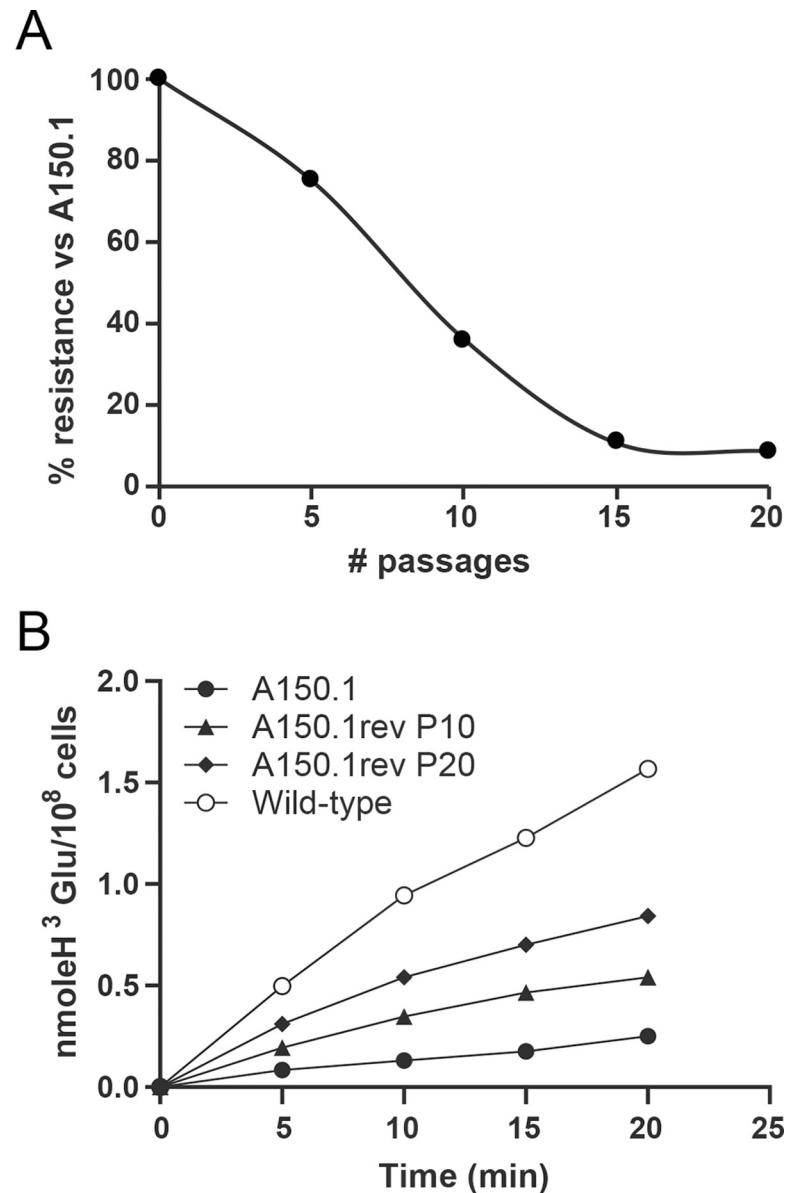 A
% resistance vs A150.1
100
80
60
40
20
0
0 5 10 15 20
# passages
B
nmoleH ³ Glu/10⁸ cells
2.0
1.5
1.0
0.5
0.0
A150.1
A150.1rev P10
A150.1rev P20
Wild-type
0 5 10 15 20 25
Time (min)